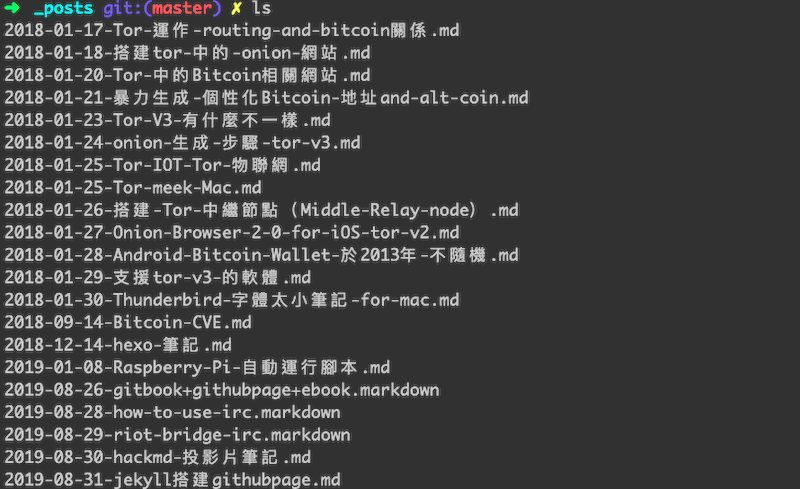 ➜ _posts git:(master) ✗ ls
2018-01-17-Tor-運作-routing-and-bitcoin關係.md
2018-01-18-搭建tor-中的-onion-網站.md
2018-01-20-Tor-中的Bitcoin相關網站.md
2018-01-21-暴力生成-個性化Bitcoin-地址and-alt-coin.md
2018-01-23-Tor-V3-有什麼不一樣.md
2018-01-24-onion-生成-步驟-tor-v3.md
2018-01-25-Tor-IOT-Tor-物聯網.md
2018-01-25-Tor-meek-Mac.md
2018-01-26-搭建-Tor-中繼節點（Middle-Relay-node）.md
2018-01-27-Onion-Browser-2-0-for-iOS-tor-v2.md
2018-01-28-Android-Bitcoin-Wallet-於2013年-不隨機.md
2018-01-29-支援tor-v3-的軟體.md
2018-01-30-Thunderbird-字體太小筆記-for-mac.md
2018-09-14-Bitcoin-CVE.md
2018-12-14-hexo-筆記.md
2019-01-08-Raspberry-Pi-自動運行腳本.md
2019-08-26-gitbook+githubpage+ebook.markdown
2019-08-28-how-to-use-irc.markdown
2019-08-29-riot-bridge-irc.markdown
2019-08-30-hackmd-投影片筆記.md
2019-08-31-jekyll搭建githubpage.md